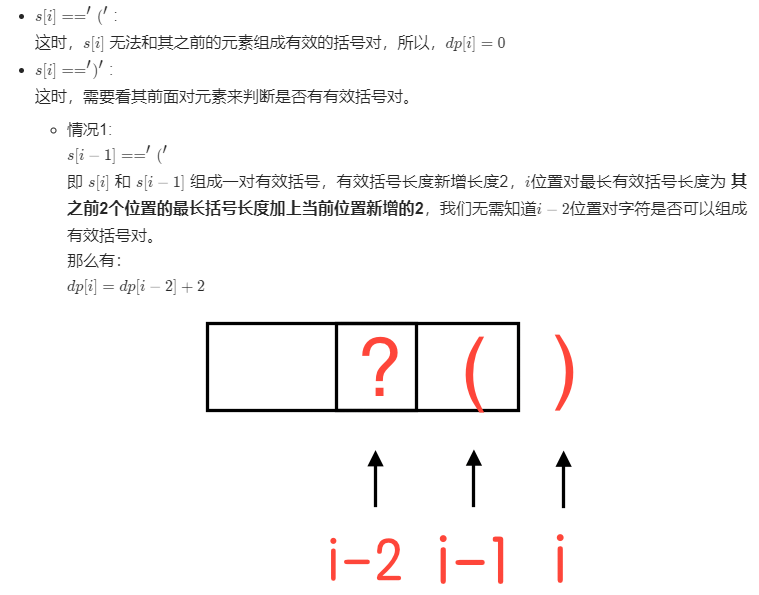 s[i] ==′ (′ :
这时，s[i] 无法和其之前的元素组成有效的括号对，所以，dp[i] = 0
s[i] ==′)′ :
这时，需要看其前面对元素来判断是否有有效括号对。
情况1:
s[i − 1] ==′ (′
即 s[i] 和 s[i − 1] 组成一对有效括号，有效括号长度新增长度2，i位置对最长有效括号长度为 其
之前2个位置的最长括号长度加上当前位置新增的2，我们无需知道i − 2位置对字符是否可以组成
有效括号对。
那么有：
dp[i] = dp[i − 2] + 2
? ( )
i-2 i-1 i